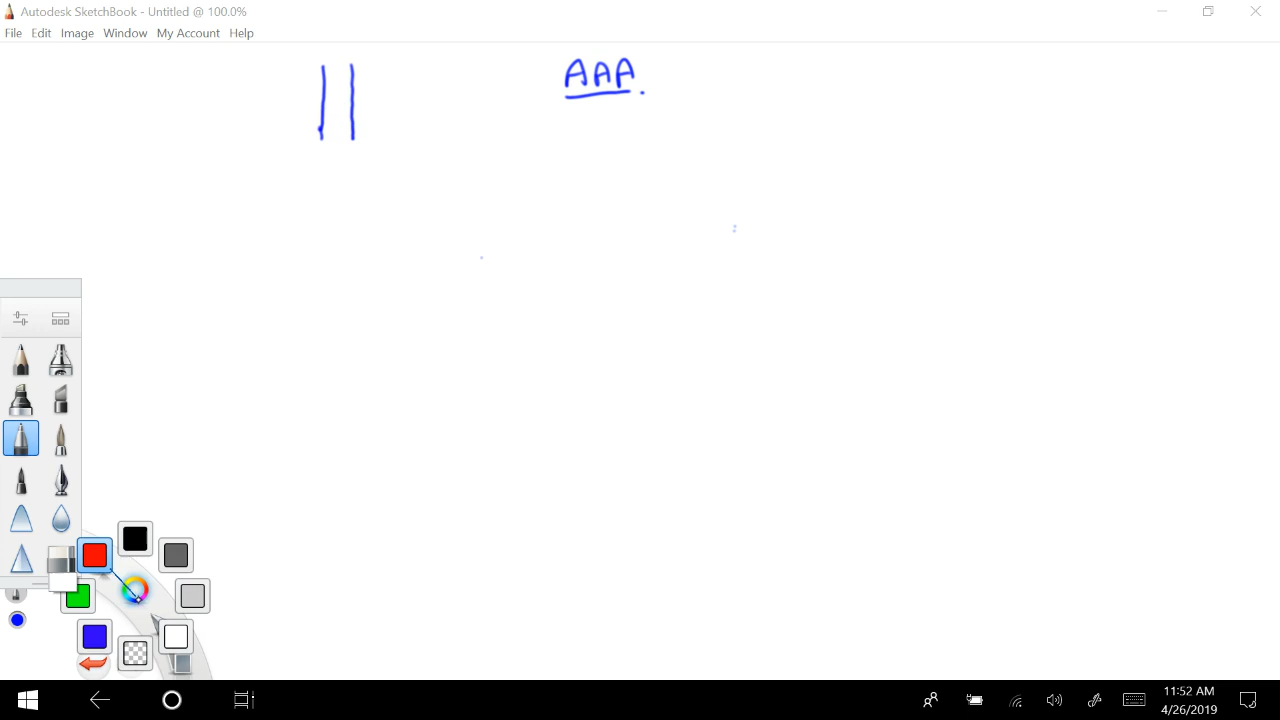 Autodesk SketchBook - Untitled @ 100.0%
File Edit Image Window My Account Help
AAA.
11:52 AM
4/26/2019